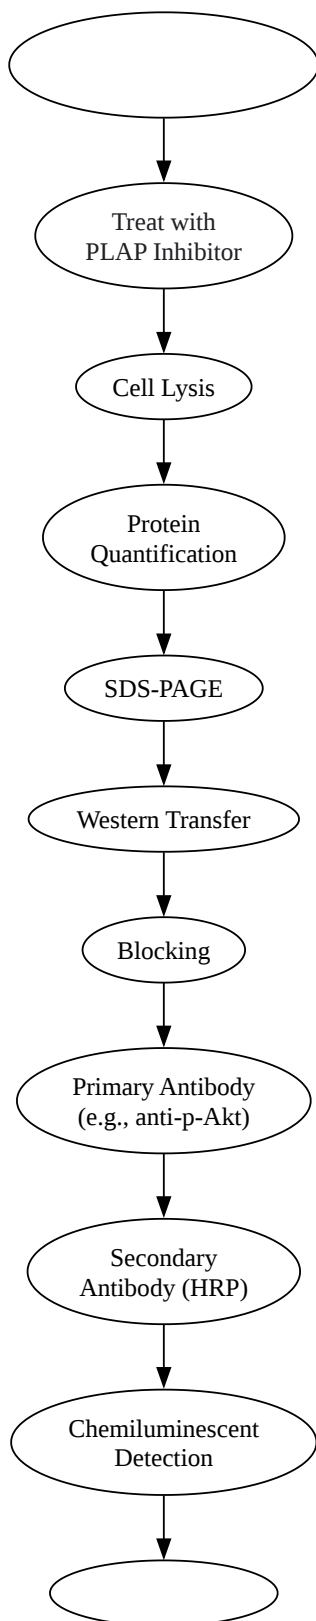 Treat with
PLAP Inhibitor
Cell Lysis
Protein
Quantification
SDS-PAGE
Western Transfer
Blocking
Primary Antibody
(e.g., anti-p-Akt)
Secondary
Antibody (HRP)
Chemiluminescent
Detection